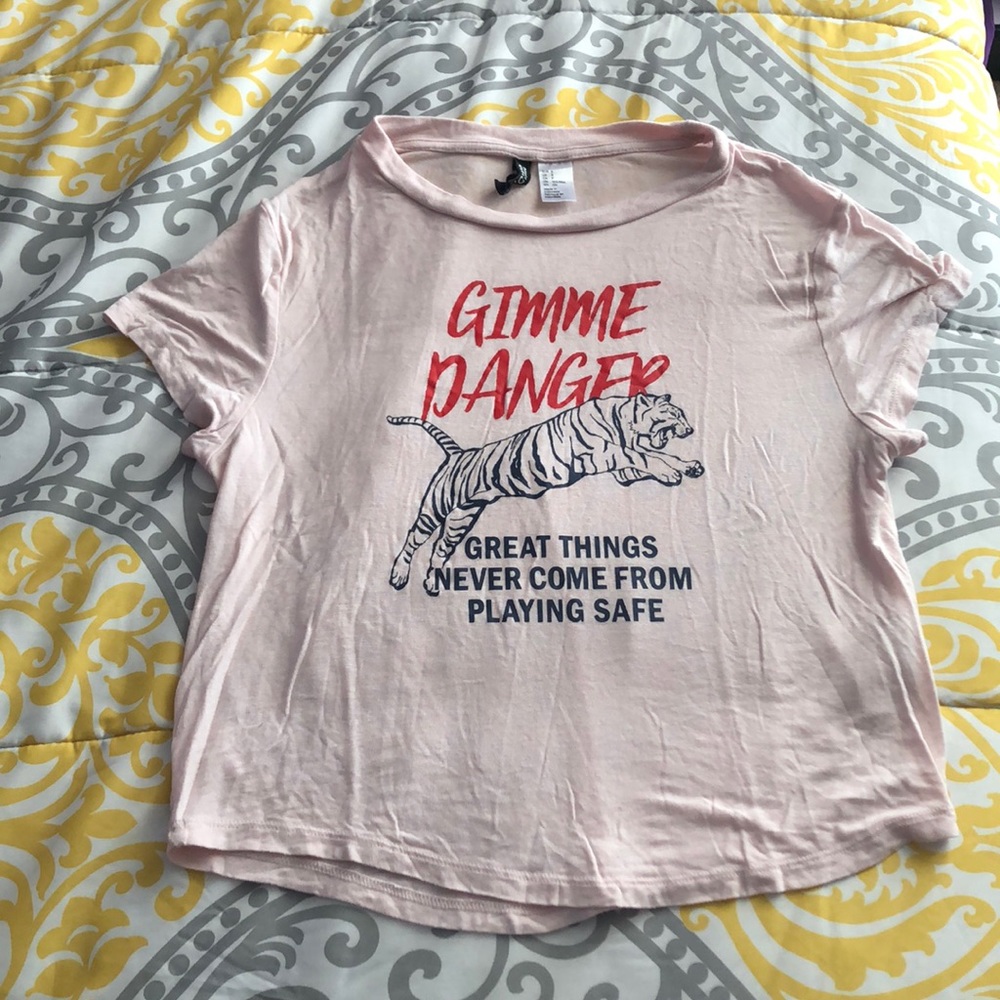 GIMME
DANGER
GREAT THINGS
NEVER COME FROM
PLAYING SAFE